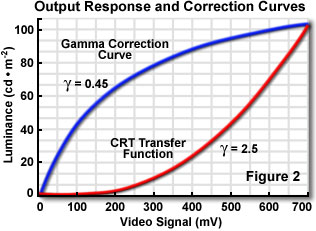 Output Response and Correction Curves
Luminance (cd • m-2)
100
80
60
40
20
0
Gamma Correction
Curve
γ = 0.45
CRT Transfer
Function
γ = 2.5
Figure 2
0 100 200 300 400 500 600 700
Video Signal (mV)